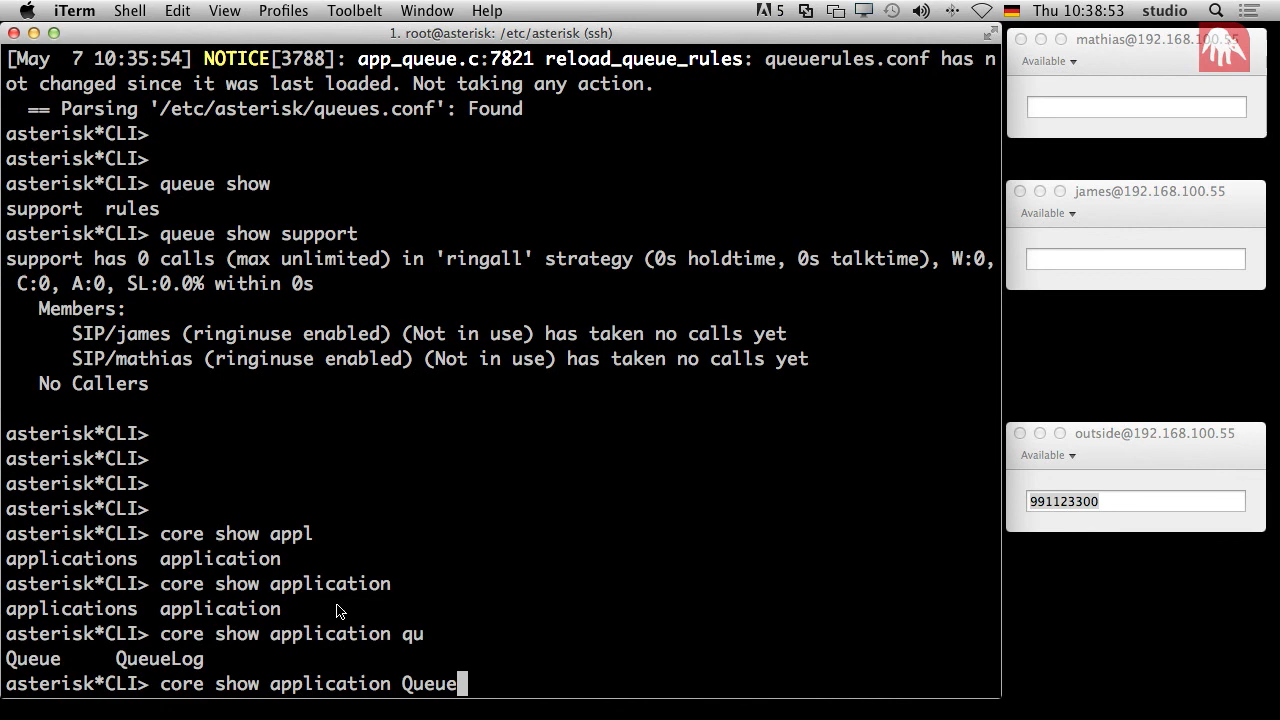 iTerm Shell Edit View Profiles Toolbelt Window Help 5 Thu 10:38:53 studio
1. root@asterisk: /etc/asterisk (ssh)
[May  7 10:35:54] NOTICE[3788]: app_queue.c:7821 reload_queue_rules: queuerules.conf has n
ot changed since it was last loaded. Not taking any action.
  == Parsing '/etc/asterisk/queues.conf': Found
asterisk*CLI>
asterisk*CLI>
asterisk*CLI> queue show
support  rules
asterisk*CLI> queue show support
support has 0 calls (max unlimited) in 'ringall' strategy (0s holdtime, 0s talktime), W:0,
 C:0, A:0, SL:0.0% within 0s
   Members:
      SIP/james (ringinuse enabled) (Not in use) has taken no calls yet
      SIP/mathias (ringinuse enabled) (Not in use) has taken no calls yet
   No Callers
asterisk*CLI>
asterisk*CLI>
asterisk*CLI>
asterisk*CLI>
asterisk*CLI> core show appl
applications  application
asterisk*CLI> core show application
applications  application
asterisk*CLI> core show application qu
Queue     QueueLog
asterisk*CLI> core show application Queue
mathias@192.168.100.55
Available
james@192.168.100.55
Available
outside@192.168.100.55
Available
991123300